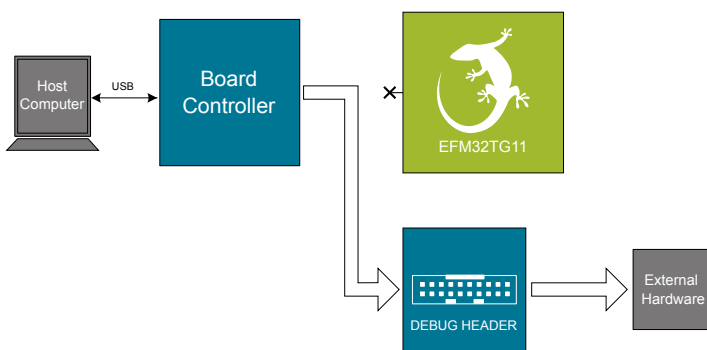 Host
Computer
USB
Board
Controller
EFM32TG11
DEBUG HEADER
External
Hardware